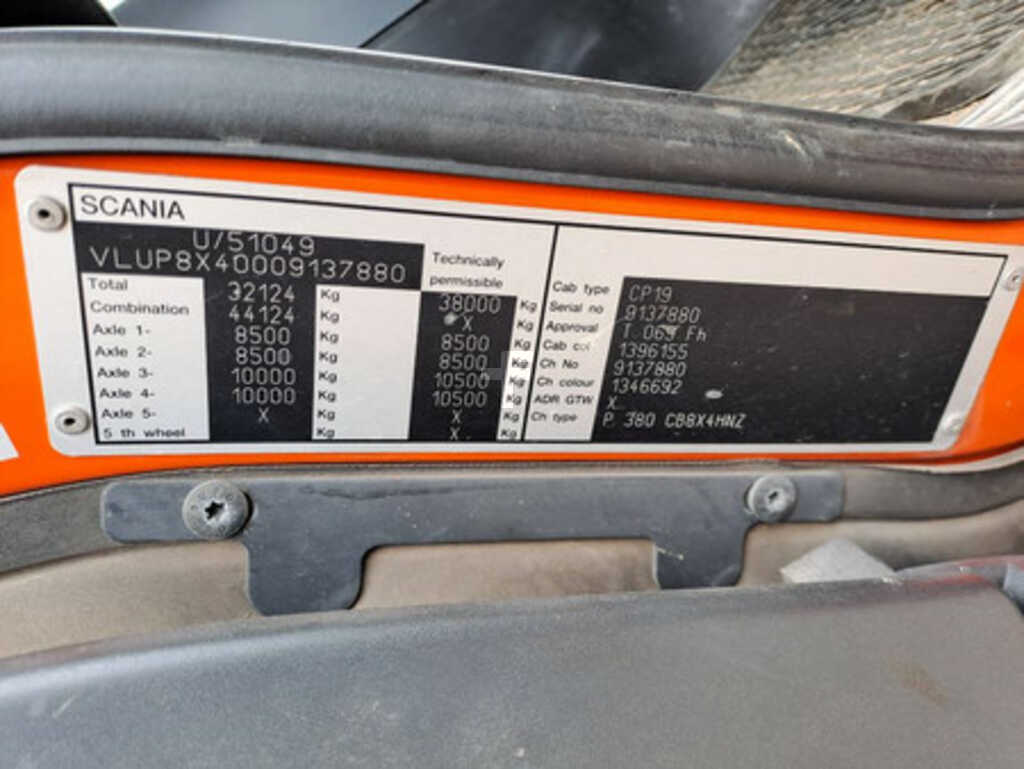 SCANIA
U/51049
VLUP8X40009137880
Technically
permissible
Total 32124 Kg 38000 Kg
Combination 44124 Kg X Kg
Axle 1- 8500 Kg 8500 Kg
Axle 2- 8500 Kg 8500 Kg
Axle 3- 10000 Kg 10500 Kg
Axle 4- 10000 Kg 10500 Kg
Axle 5- X Kg X Kg
5 th wheel Kg X Kg
Cab type CP19
Serial no 9137880
Approval T 069 Fh
Cab col 1396155
Ch No 9137880
Ch colour 1346692
ADR GTW X
Ch type P 380 CB8X4HNZ